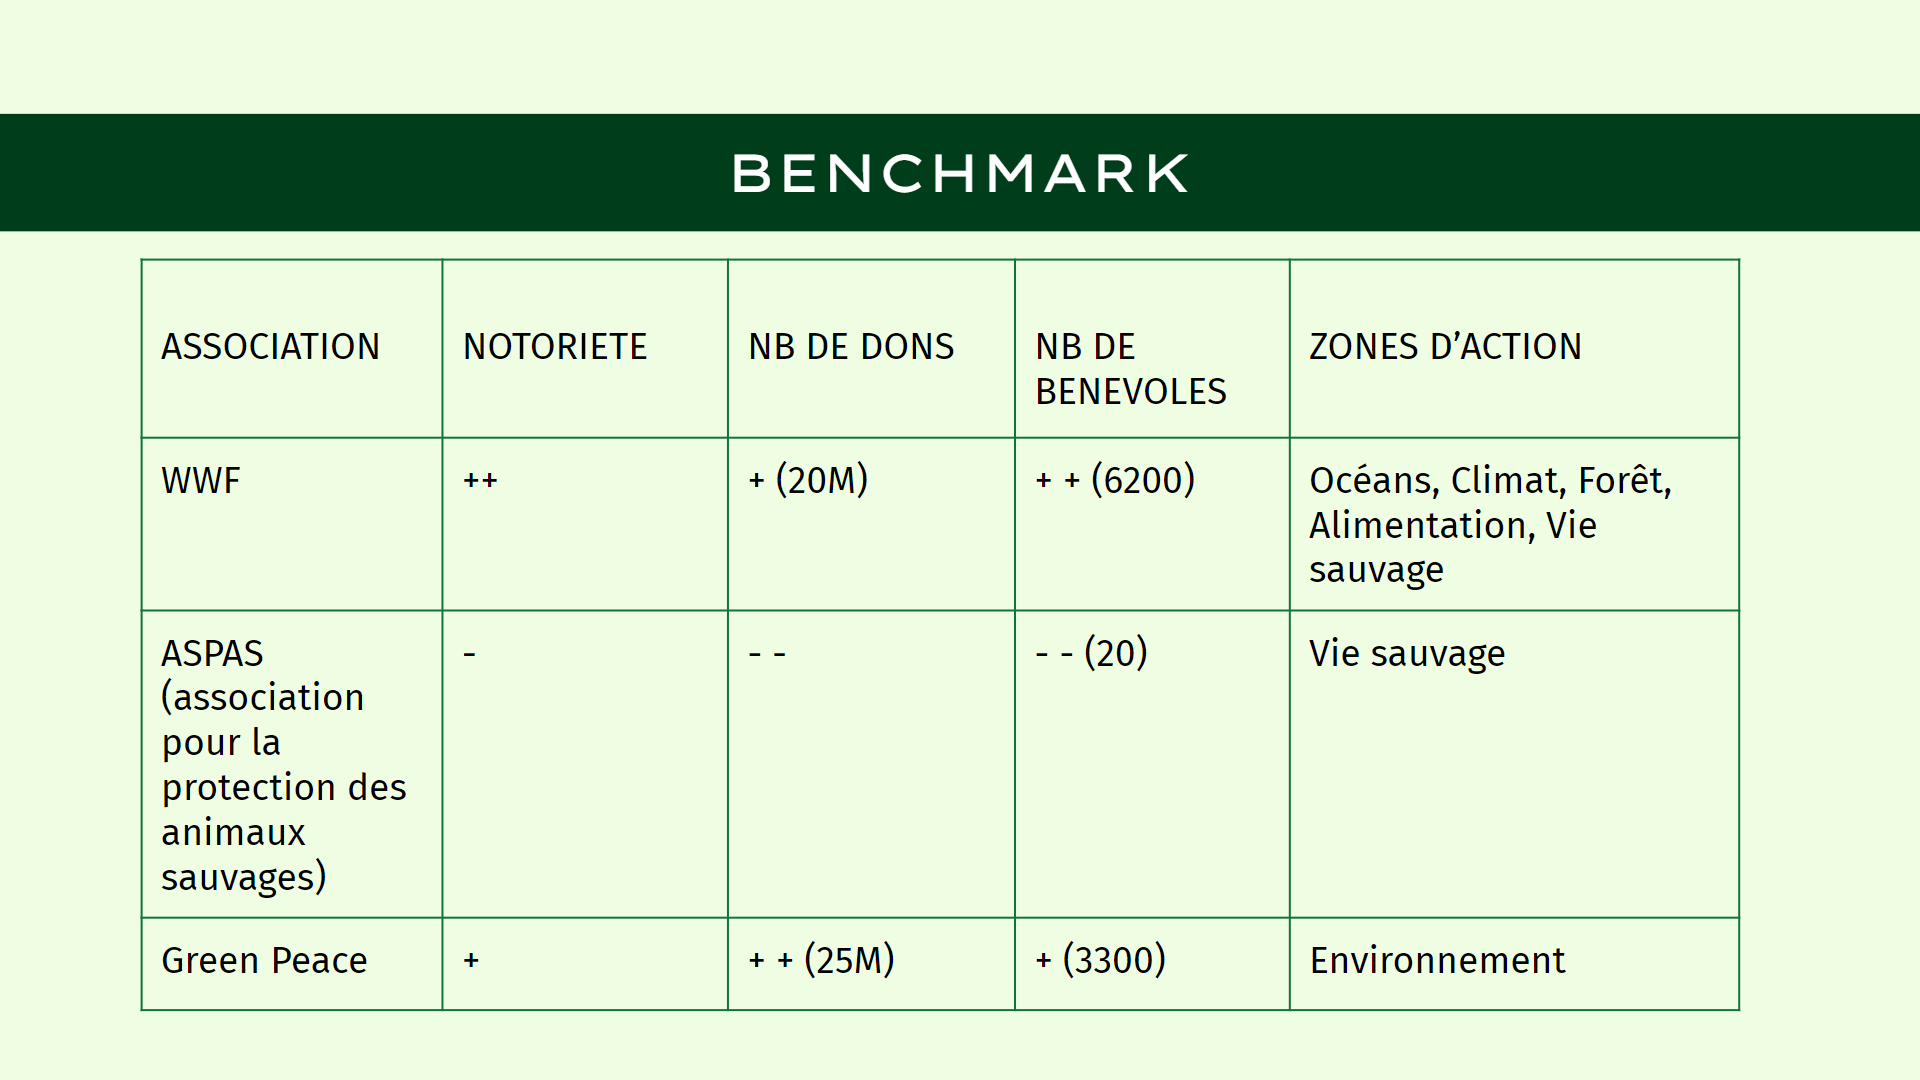 BENCHMARK
ASSOCIATION
NOTORIETE
NB DE DONS
NB DE
BENEVOLES
ZONES D’ACTION
WWF
++
+ (20M)
+ + (6200)
Océans, Climat, Forêt,
Alimentation, Vie
sauvage
ASPAS
(association
pour la
protection des
animaux
sauvages)
-
- -
- - (20)
Vie sauvage
Green Peace
+
+ + (25M)
+ (3300)
Environnement